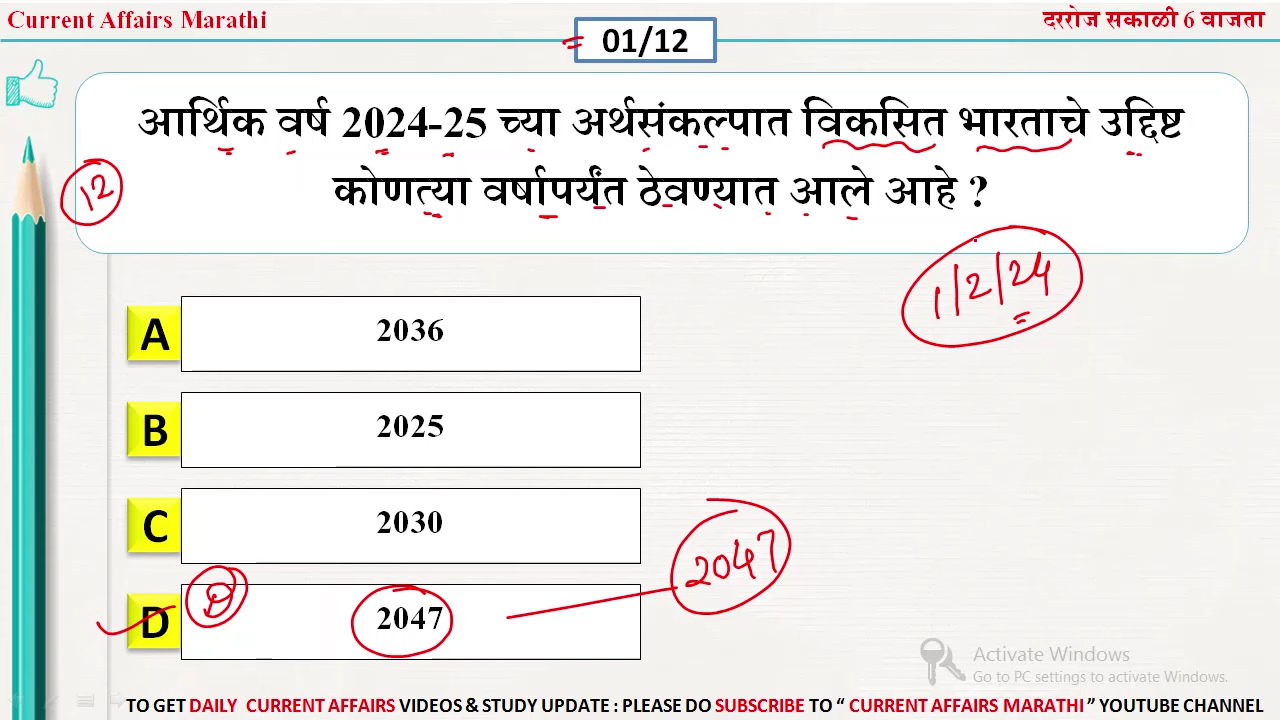 Current Affairs Marathi
दररोज सकाळी 6 वाजता
01/12
आर्थिक वर्ष 2024-25 च्या अर्थसंकल्पात विकसित भारताचे उद्दिष्ट
कोणत्या वर्षापर्यंत ठेवण्यात आले आहे ?
12
1/2/24
A
2036
B
2025
C
2030
D
D
2047
2047
Activate Windows
Go to PC settings to activate Windows.
TO GET DAILY CURRENT AFFAIRS VIDEOS & STUDY UPDATE : PLEASE DO SUBSCRIBE TO “ CURRENT AFFAIRS MARATHI ” YOUTUBE CHANNEL